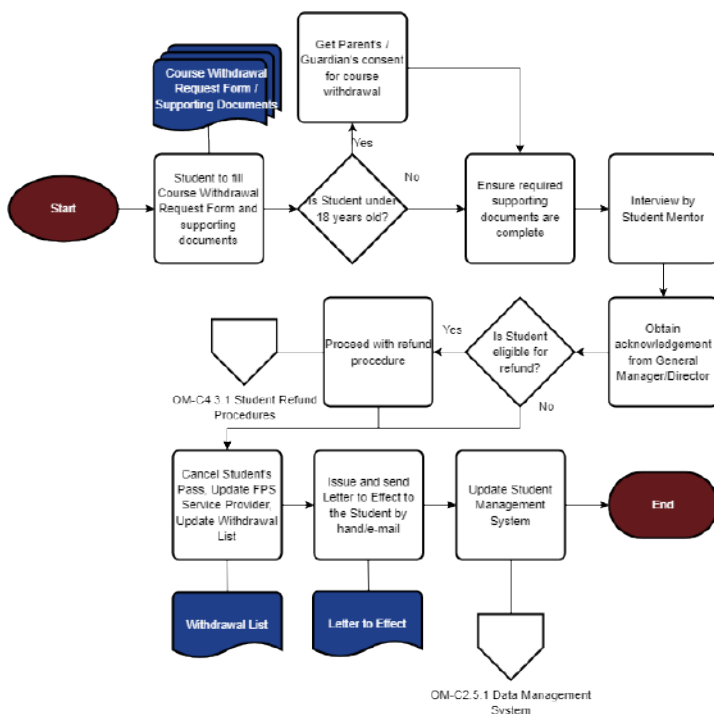 Course Withdrawal
Request Form /
Supporting Documents
Get Parent's /
Guardian's consent
for course
withdrawal
Yes
Start
Student to fill
Course Withdrawal
Request Form and
supporting
documents
Is Student under
18 years old?
No
Ensure required
supporting
documents are
complete
Interview by
Student Mentor
Obtain
acknowledgement
from General
Manager/Director
Is Student
eligible for
refund?
Yes
Proceed with refund
procedure
OM-C4.3.1 Student Refund
Procedures
No
Cancel Student's
Pass, Update FPS
Service Provider,
Update Withdrawal
List
Issue and send
Letter to Effect to
the Student by
hand/e-mail
Update Student
Management
System
End
Withdrawal List
Letter to Effect
OM-C2.5.1 Data Management
System